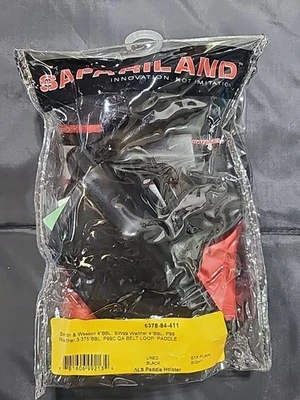 SAFARILAND
INNOVATION. NOT IMITATION.
6378-84-411
Smith & Wesson 4"BBL, SW99 Walther 4"BBL, P99
Walther 3.375"BBL, P99C QA BELT LOOP, PADDLE
LINED
BLACK
STX PLAIN
RIGHT
ALS Paddle Holster